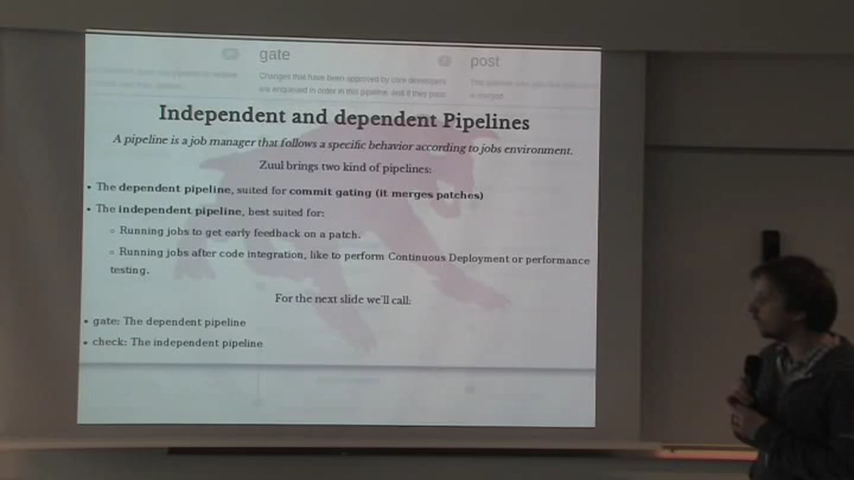 gate
post
Changes that have been approved by core developers
are enqueued in order in this pipeline, and if they pass
Independent and dependent Pipelines
A pipeline is a job manager that follows a specific behavior according to jobs environment.
Zuul brings two kind of pipelines:
• The dependent pipeline, suited for commit gating (it merges patches)
• The independent pipeline, best suited for:
◦ Running jobs to get early feedback on a patch.
◦ Running jobs after code integration, like to perform Continuous Deployment or performance
testing.
For the next slide we'll call:
• gate: The dependent pipeline
• check: The independent pipeline